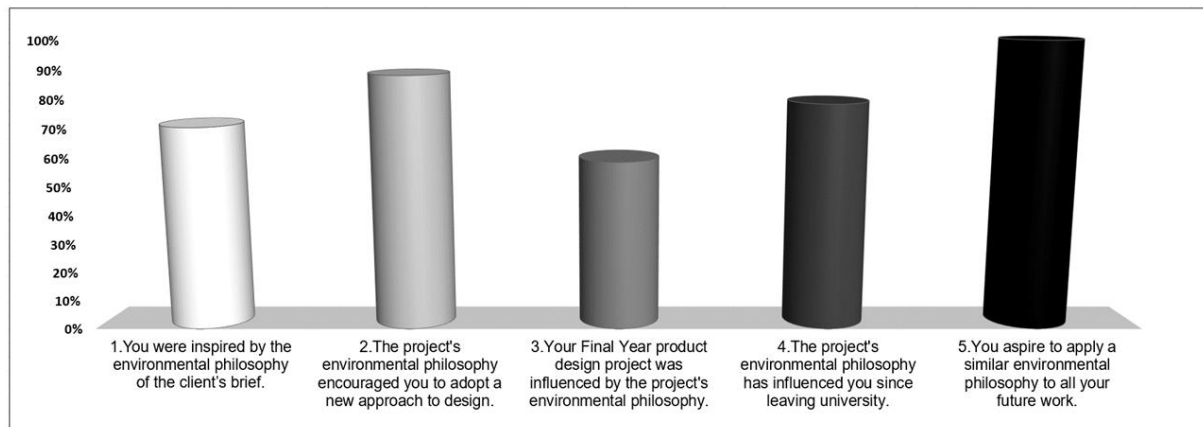 100%
90%
80%
70%
60%
50%
40%
30%
20%
10%
0%
1.You were inspired by the
environmental philosophy
of the client's brief.
2.The project's
environmental philosophy
encouraged you to adopt a
new approach to design.
3.Your Final Year product
design project was
influenced by the project's
environmental philosophy.
4.The project's
environmental philosophy
has influenced you since
leaving university.
5.You aspire to apply a
similar environmental
philosophy to all your
future work.